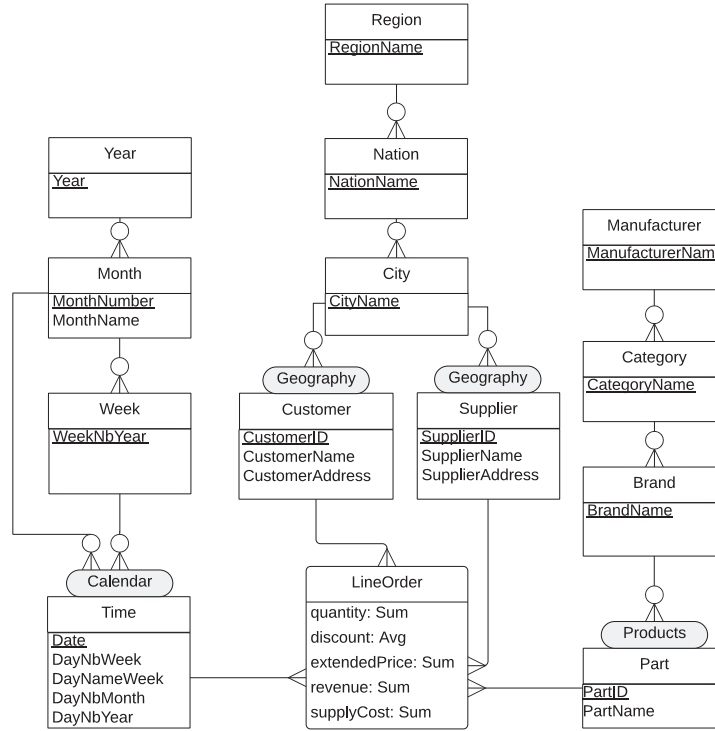 Region
RegionName
Nation
NationName
Year
Year
Month
MonthNumber
MonthName
City
CityName
Manufacturer
ManufacturerNam
Category
CategoryName
Geography
Geography
Week
WeekNbYear
Customer
CustomerID
CustomerName
CustomerAddress
Supplier
SupplierID
SupplierName
SupplierAddress
Brand
BrandName
Calendar
Time
Date
DayNbWeek
DayNameWeek
DayNbMonth
DayNbYear
LineOrder
quantity: Sum
discount: Avg
extendedPrice: Sum
revenue: Sum
supplyCost: Sum
Products
Part
PartID
PartName